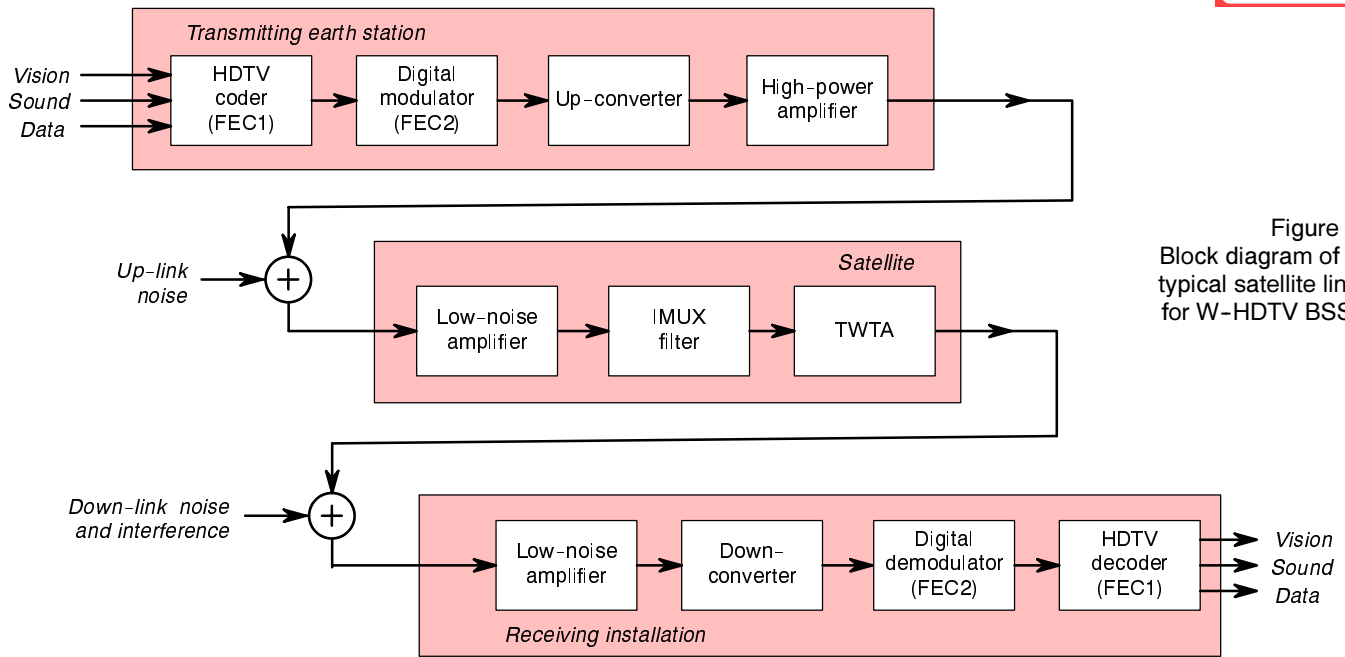 Transmitting earth station
Vision
Sound
Data
HDTV
coder
(FEC1)
Digital
modulator
(FEC2)
Up-converter
High-power
amplifier
Figure
Block diagram of
typical satellite lin
for W-HDTV BSS
Up-link
noise
Satellite
Low-noise
amplifier
IMUX
filter
TWTA
Down-link noise
and interference
Low-noise
amplifier
Down-
converter
Digital
demodulator
(FEC2)
HDTV
decoder
(FEC1)
Vision
Sound
Data
Receiving installation